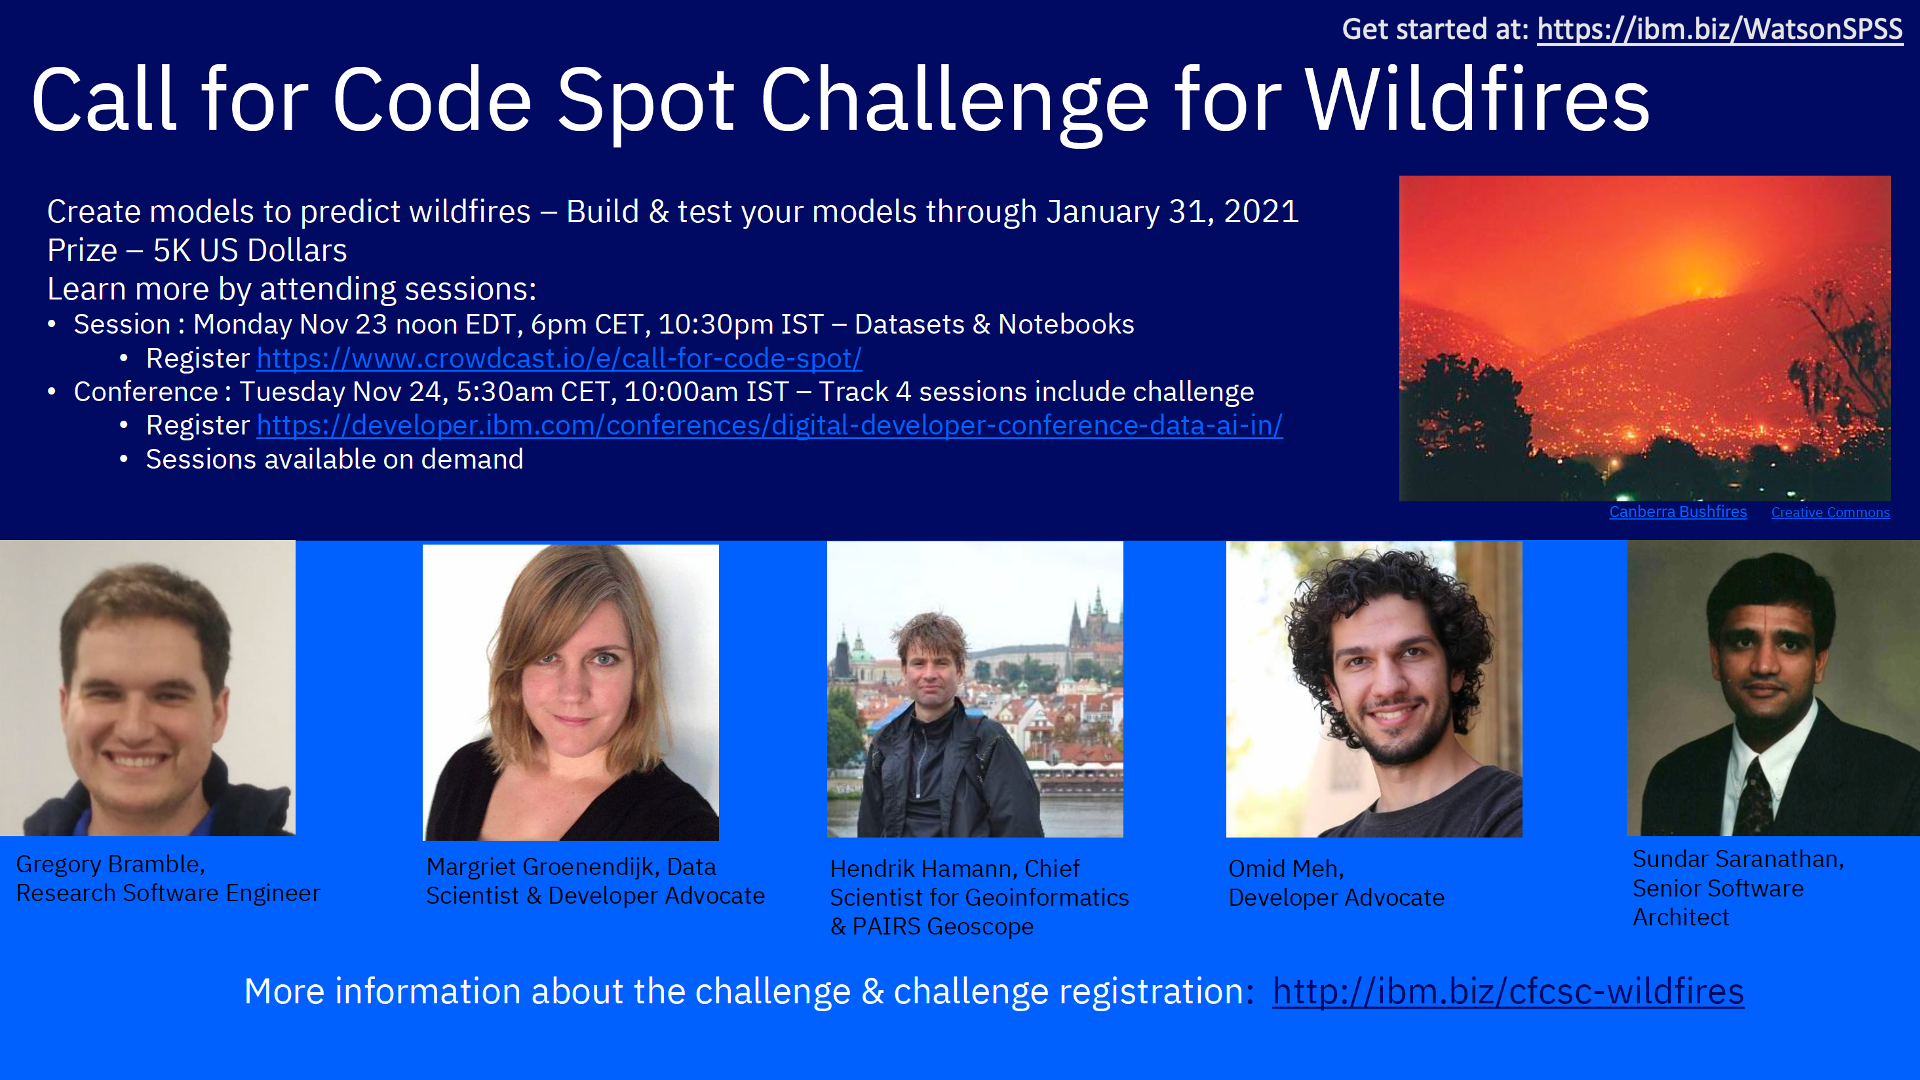 Get started at: https://ibm.biz/WatsonSPSS
Call for Code Spot Challenge for Wildfires
Create models to predict wildfires – Build & test your models through January 31, 2021
Prize – 5K US Dollars
Learn more by attending sessions:
• Session : Monday Nov 23 noon EDT, 6pm CET, 10:30pm IST – Datasets & Notebooks
• Register https://www.crowdcast.io/e/call-for-code-spot/
• Conference : Tuesday Nov 24, 5:30am CET, 10:00am IST – Track 4 sessions include challenge
• Register https://developer.ibm.com/conferences/digital-developer-conference-data-ai-in/
• Sessions available on demand
Canberra Bushfires Creative Commons
Gregory Bramble,
Research Software Engineer
Margriet Groenendijk, Data
Scientist & Developer Advocate
Hendrik Hamann, Chief
Scientist for Geoinformatics
& PAIRS Geoscope
Omid Meh,
Developer Advocate
Sundar Saranathan,
Senior Software
Architect
More information about the challenge & challenge registration: http://ibm.biz/cfcsc-wildfires